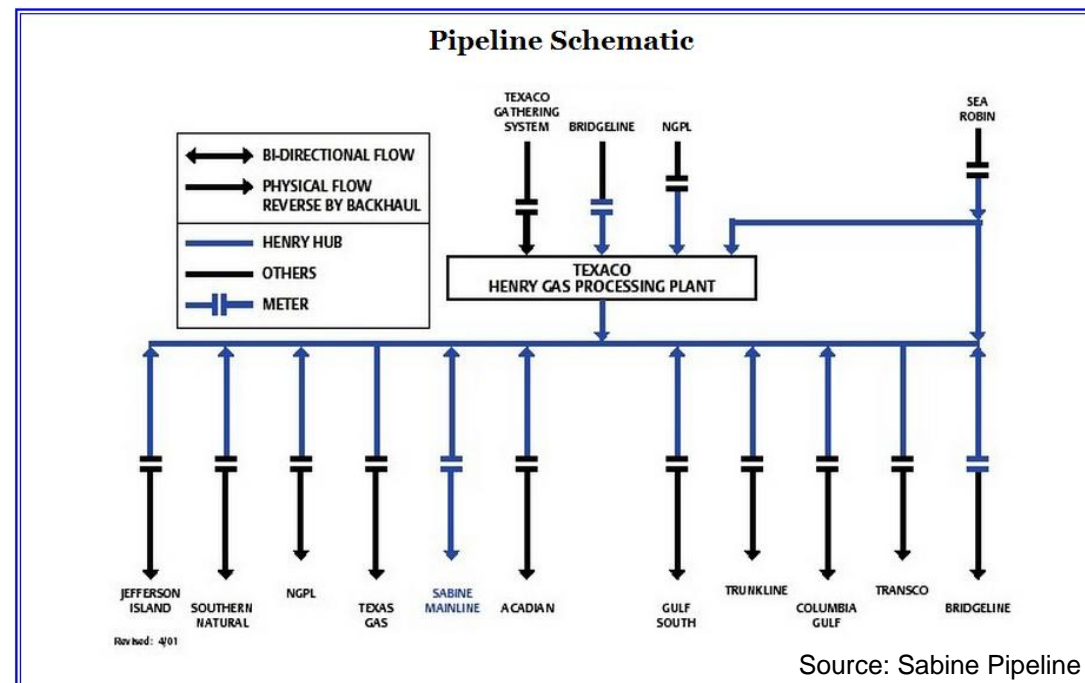 Pipeline Schematic
TEXACO
GATHERING
SYSTEM
BRIDGELINE
NGPL
SEA
ROBIN
BI-DIRECTIONAL FLOW
PHYSICAL FLOW
REVERSE BY BACKHAUL
HENRY HUB
OTHERS
METER
TEXACO
HENRY GAS PROCESSING PLANT
JEFFERSON
ISLAND
SOUTHERN
NATURAL
NGPL
TEXAS
GAS
SABINE
MAINLINE
ACADIAN
GULF
SOUTH
TRUNKLINE
COLUMBIA
GULF
TRANSCO
BRIDGELINE
Revised: 4/01
Source: Sabine Pipeline